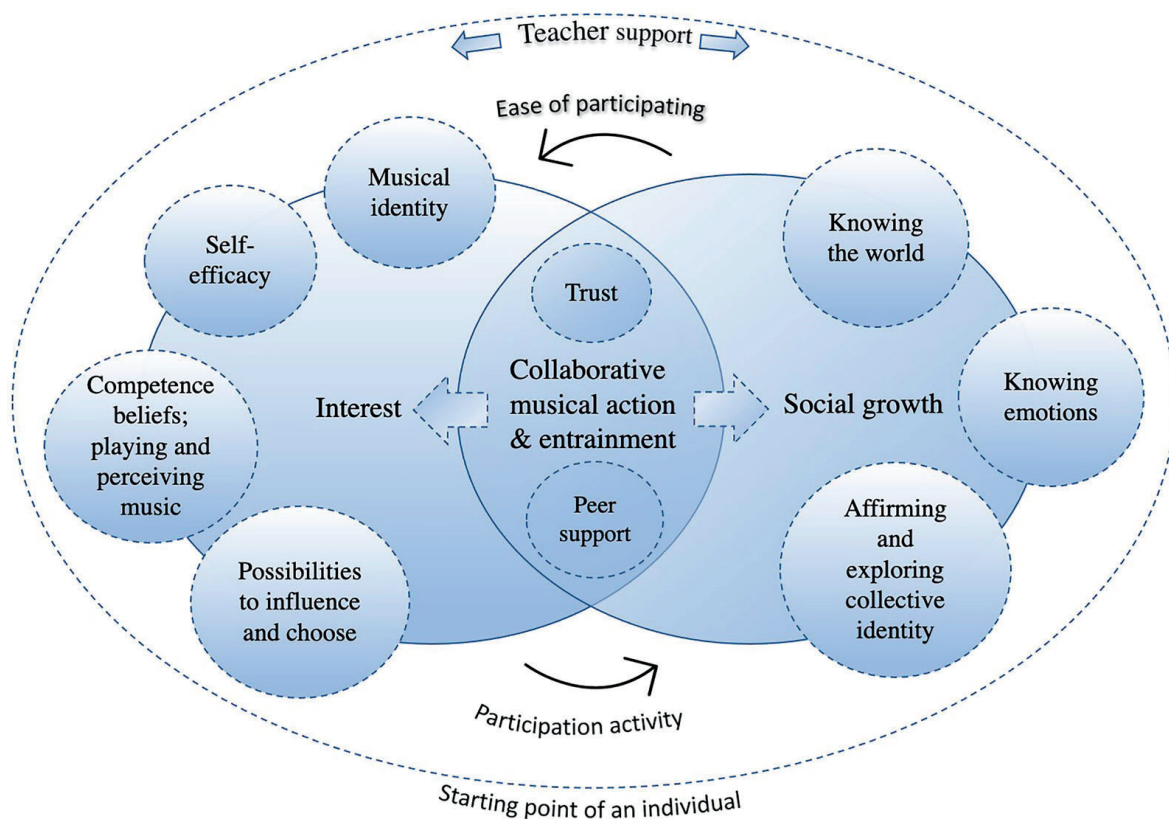 Teacher support
Ease of participating
Musical
identity
Self-
efficacy
Competence
beliefs;
playing and
perceiving
music
Possibilities
to influence
and choose
Interest
Trust
Collaborative
musical action
& entrainment
Peer
support
Social growth
Knowing
the world
Knowing
emotions
Affirming
and
exploring
collective
identity
Participation activity
Starting point of an individual